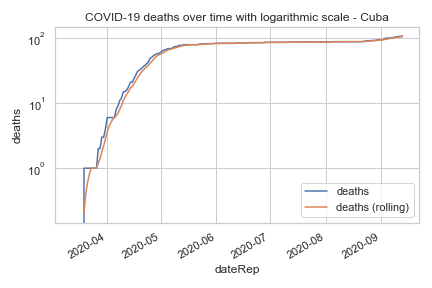 COVID-19 deaths over time with logarithmic scale - Cuba
deaths
10²
10¹
10⁰
deaths
deaths (rolling)
2020-04
2020-05
2020-06
2020-07
2020-08
2020-09
dateRep